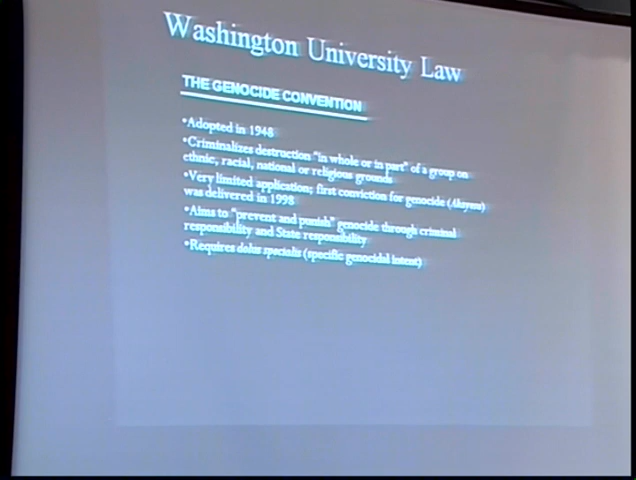 Washington University Law
THE GENOCIDE CONVENTION
•Adopted in 1948
•Criminalizes destruction "in whole or in part" of a group on
ethnic, racial, national or religious grounds
•Very limited application; first conviction for genocide (Akayesu)
was delivered in 1998
•Aims to "prevent and punish" genocide through criminal
responsibility and State responsibility
•Requires dolus specialis (specific genocidal intent)